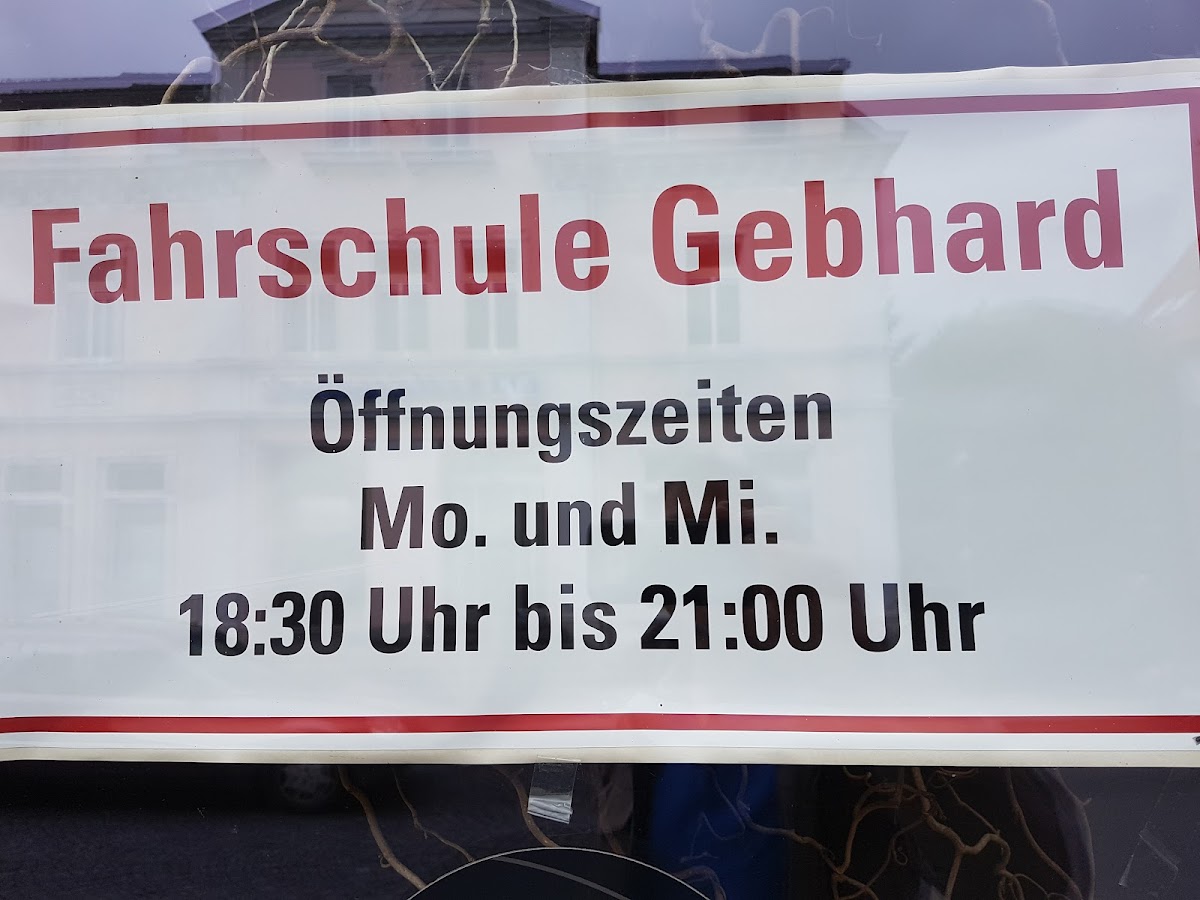 Fahrschule Gebhard
Öffnungszeiten
Mo. und Mi.
18:30 Uhr bis 21:00 Uhr